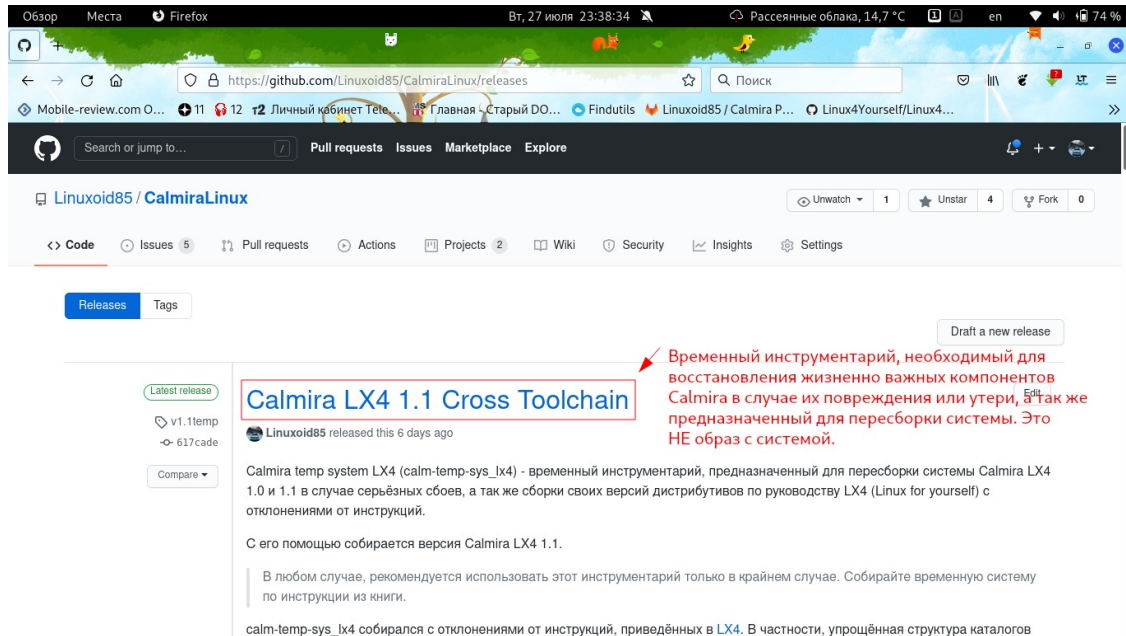 Обзор Места Firefox Вт, 27 июля 23:38:34 Рассеянные облака, 14,7 °C 1 A en 74 %
https://github.com/Linuxoid85/CalmiraLinux/releases Поиск 2
Mobile-review.com О... 11 12 т2 Личный кабинет Tele... Главная - Старый DO... Findutils Linuxoid85 / Calmira P... Linux4Yourself/Linux4...
Search or jump to... / Pull requests Issues Marketplace Explore
Linuxoid85 / CalmiraLinux Unwatch 1 Unstar 4 Fork 0
Code Issues 5 Pull requests Actions Projects 2 Wiki Security Insights Settings
Releases Tags
Draft a new release
Временный инструментарий, необходимый для
восстановления жизненно важных компонентов
Calmira в случае их повреждения или утери, а так же
предназначенный для пересборки системы. Это
НЕ образ с системой.
Edit
Latest release
v1.1temp
617cade
Compare
Calmira LX4 1.1 Cross Toolchain
Linuxoid85 released this 6 days ago
Calmira temp system LX4 (calm-temp-sys_lx4) - временный инструментарий, предназначенный для пересборки системы Calmira LX4
1.0 и 1.1 в случае серьёзных сбоев, а так же сборки своих версий дистрибутивов по руководству LX4 (Linux for yourself) с
отклонениями от инструкций.
С его помощью собирается версия Calmira LX4 1.1.
В любом случае, рекомендуется использовать этот инструментарий только в крайнем случае. Собирайте временную систему
по инструкции из книги.
calm-temp-sys_lx4 собирался с отклонениями от инструкций, приведённых в LX4. В частности, упрощённая структура каталогов